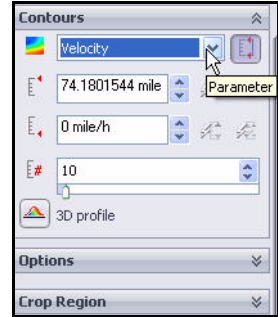 Contours
Velocity
Parameter
74.1801544 mile
0 mile/h
10
3D profile
Options
Crop Region